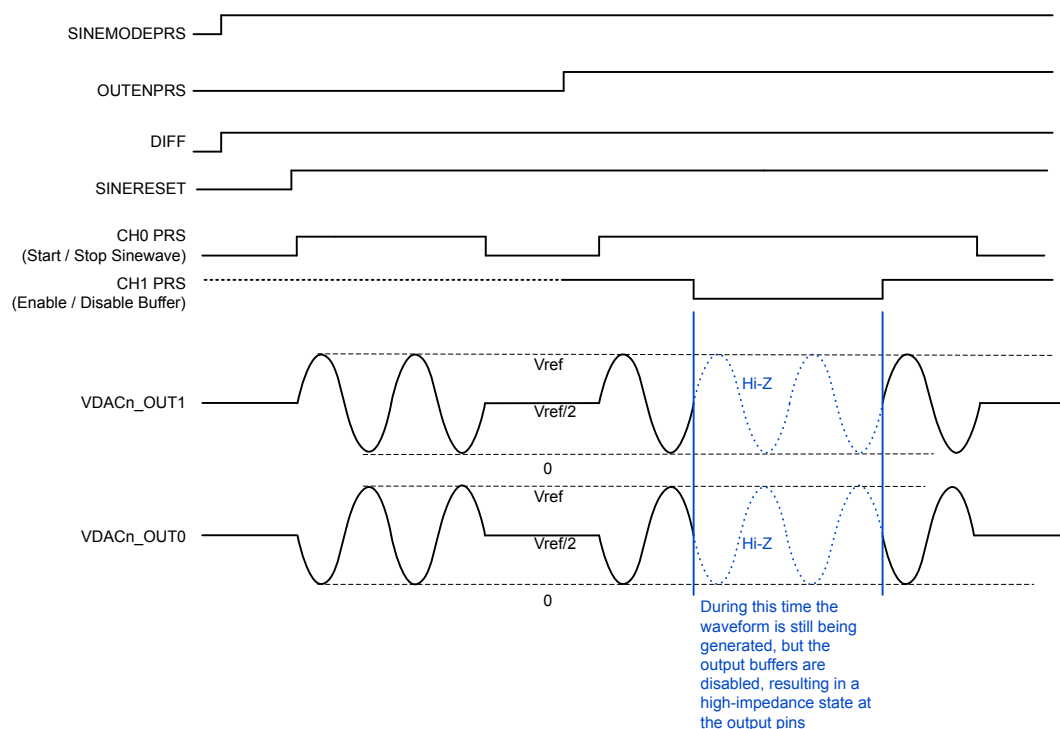 SINEMODEPRS
OUTENPRS
DIFF
SINERESET
CH0 PRS
(Start / Stop Sinewave)
CH1 PRS
(Enable / Disable Buffer)
Vref
Hi-Z
VDACn_OUT1
Vref/2
0
Vref
VDACn_OUT0
Vref/2
Hi-Z
0
During this time the
waveform is still being
generated, but the
output buffers are
disabled, resulting in a
high-impedance state at
the output pins